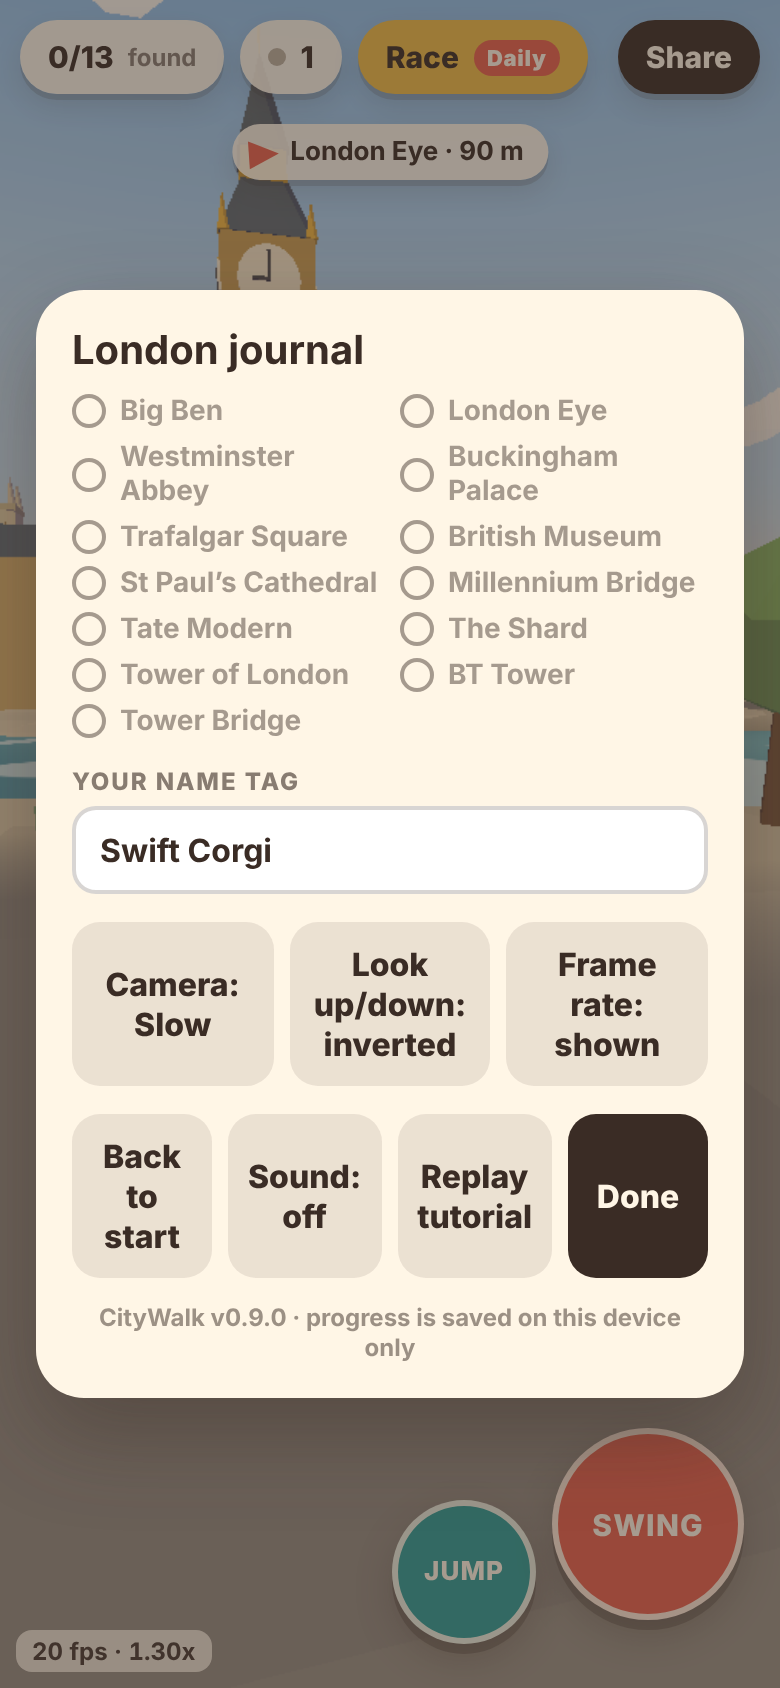 0/13 found
1
Race Daily
Share
London Eye · 90 m
London journal
Big Ben
London Eye
Westminster
Abbey
Buckingham
Palace
Trafalgar Square
British Museum
St Paul’s Cathedral
Millennium Bridge
Tate Modern
The Shard
Tower of London
BT Tower
Tower Bridge
YOUR NAME TAG
Swift Corgi
Camera:
Slow
Look
up/down:
inverted
Frame
rate:
shown
Back
to
start
Sound:
off
Replay
tutorial
Done
CityWalk v0.9.0 · progress is saved on this device
only
SWING
JUMP
20 fps · 1.30x